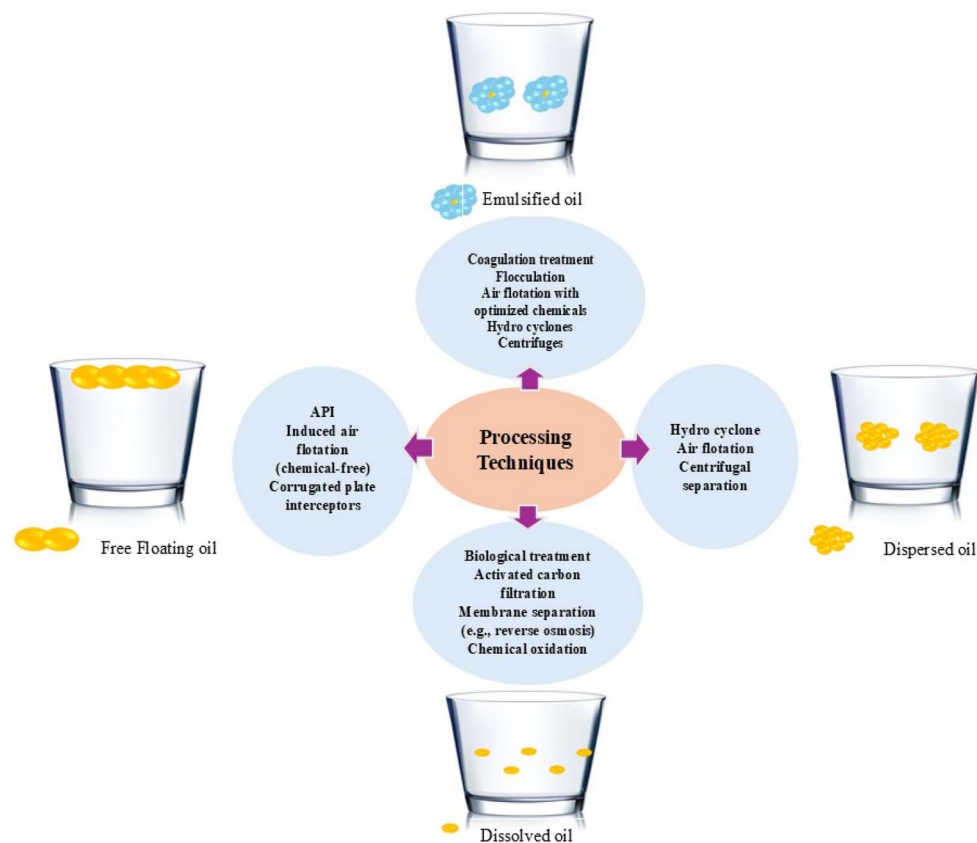 Emulsified oil
Coagulation treatment
Flocculation
Air flotation with
optimized chemicals
Hydro cyclones
Centrifuges
API
Induced air
flotation
(chemical-free)
Corrugated plate
interceptors
Processing
Techniques
Hydro cyclone
Air flotation
Centrifugal
separation
Free Floating oil
Dispersed oil
Biological treatment
Activated carbon
filtration
Membrane separation
(e.g., reverse osmosis)
Chemical oxidation
Dissolved oil